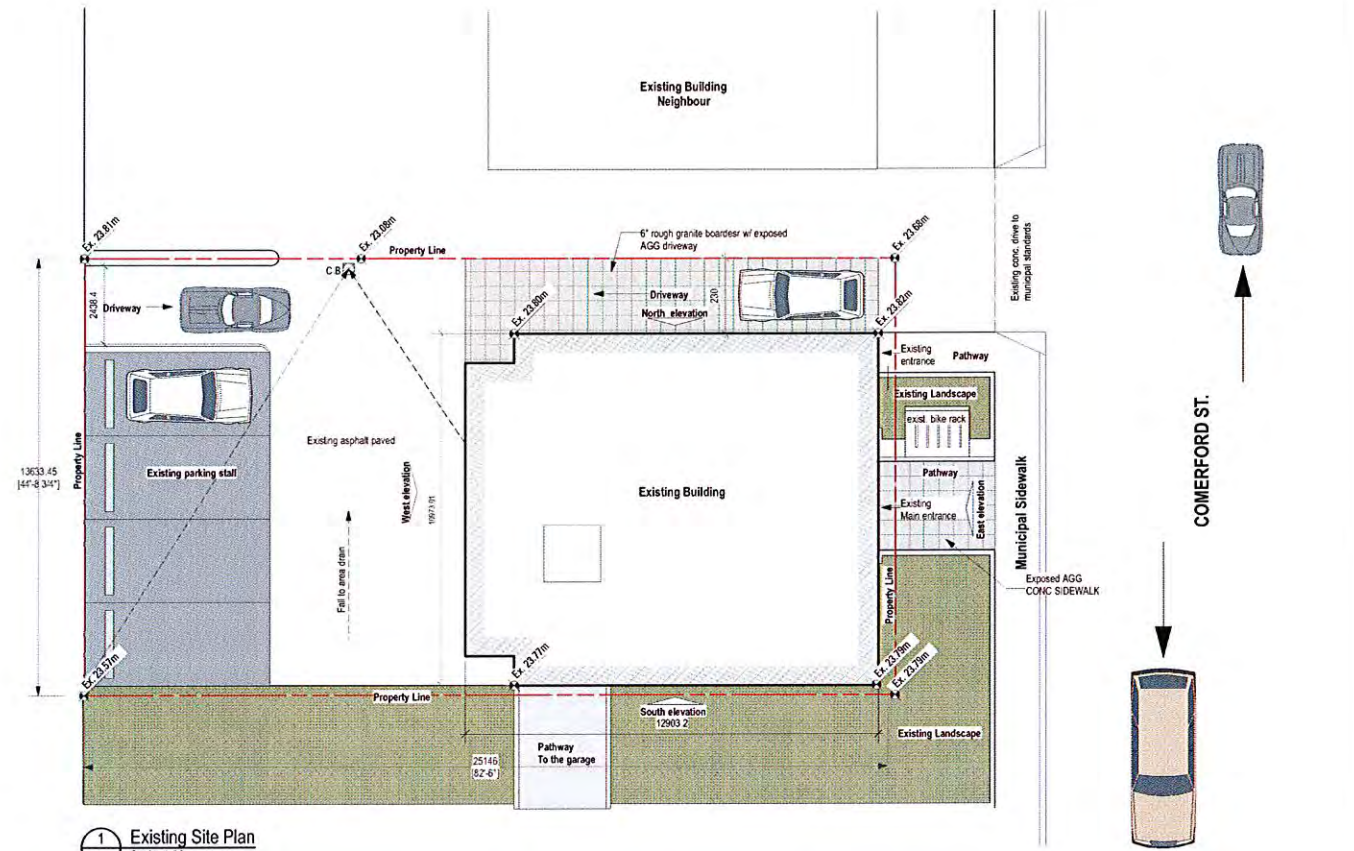 Existing Building
Neighbour
Ex. 23.81m
Ex. 23.08m
Property Line
C.B.
6" rough granite boardesr w/ exposed
AGG driveway
Ex. 23.68m
Existing conc. drive to
municipal standards
2438.4
Driveway
Driveway
North elevation
230
Ex. 23.80m
Ex. 23.82m
Existing
entrance
Pathway
Existing Landscape
exist. bike rack
Pathway
Existing
Main entrance
East elevation
Municipal Sidewalk
COMERFORD ST.
Exposed AGG
CONC SIDEWALK
Property Line
13633.45
[44'-8 3/4"]
Property Line
Existing parking stall
Existing asphalt paved
West elevation
10973.01
Fall to area drain
Existing Building
Ex. 23.57m
Ex. 23.77m
Ex. 23.79m
Ex. 23.79m
Property Line
South elevation
12903.2
Existing Landscape
Pathway
To the garage
25146
[82'-6"]
1
Existing Site Plan